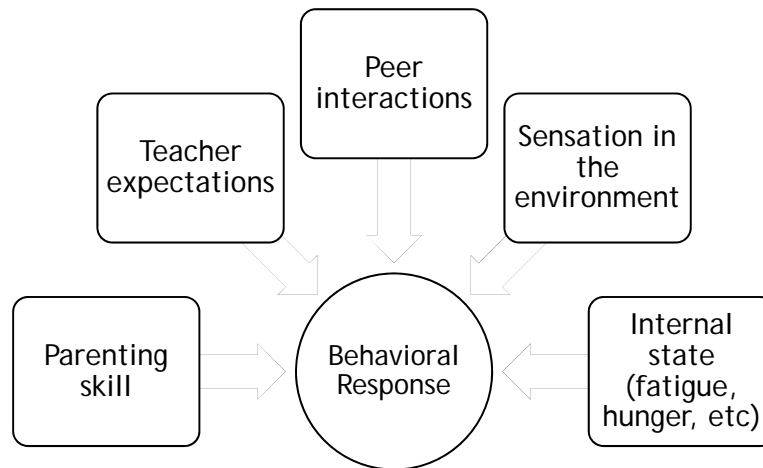 Peer
interactions
Teacher
expectations
Sensation in
the
environment
Parenting
skill
Behavioral
Response
Internal
state
(fatigue,
hunger, etc)